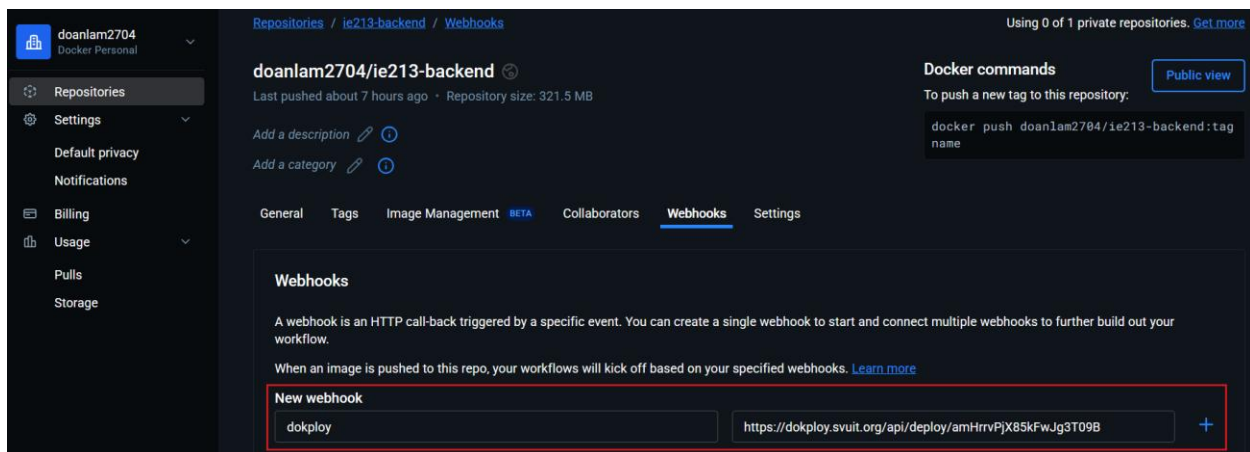 doanlam2704
Docker Personal
Repositories
Settings
Default privacy
Notifications
Billing
Usage
Pulls
Storage
Repositories / ie213-backend / Webhooks
Using 0 of 1 private repositories. Get more
doanlam2704/ie213-backend
Last pushed about 7 hours ago • Repository size: 321.5 MB
Add a description
Add a category
Docker commands
Public view
To push a new tag to this repository:
docker push doanlam2704/ie213-backend:tag
name
General Tags Image Management BETA Collaborators Webhooks Settings
Webhooks
A webhook is an HTTP call-back triggered by a specific event. You can create a single webhook to start and connect multiple webhooks to further build out your
workflow.
When an image is pushed to this repo, your workflows will kick off based on your specified webhooks. Learn more
New webhook
dokploy
https://dokploy.svuit.org/api/deploy/amHrrvPjX85kFwJg3T09B